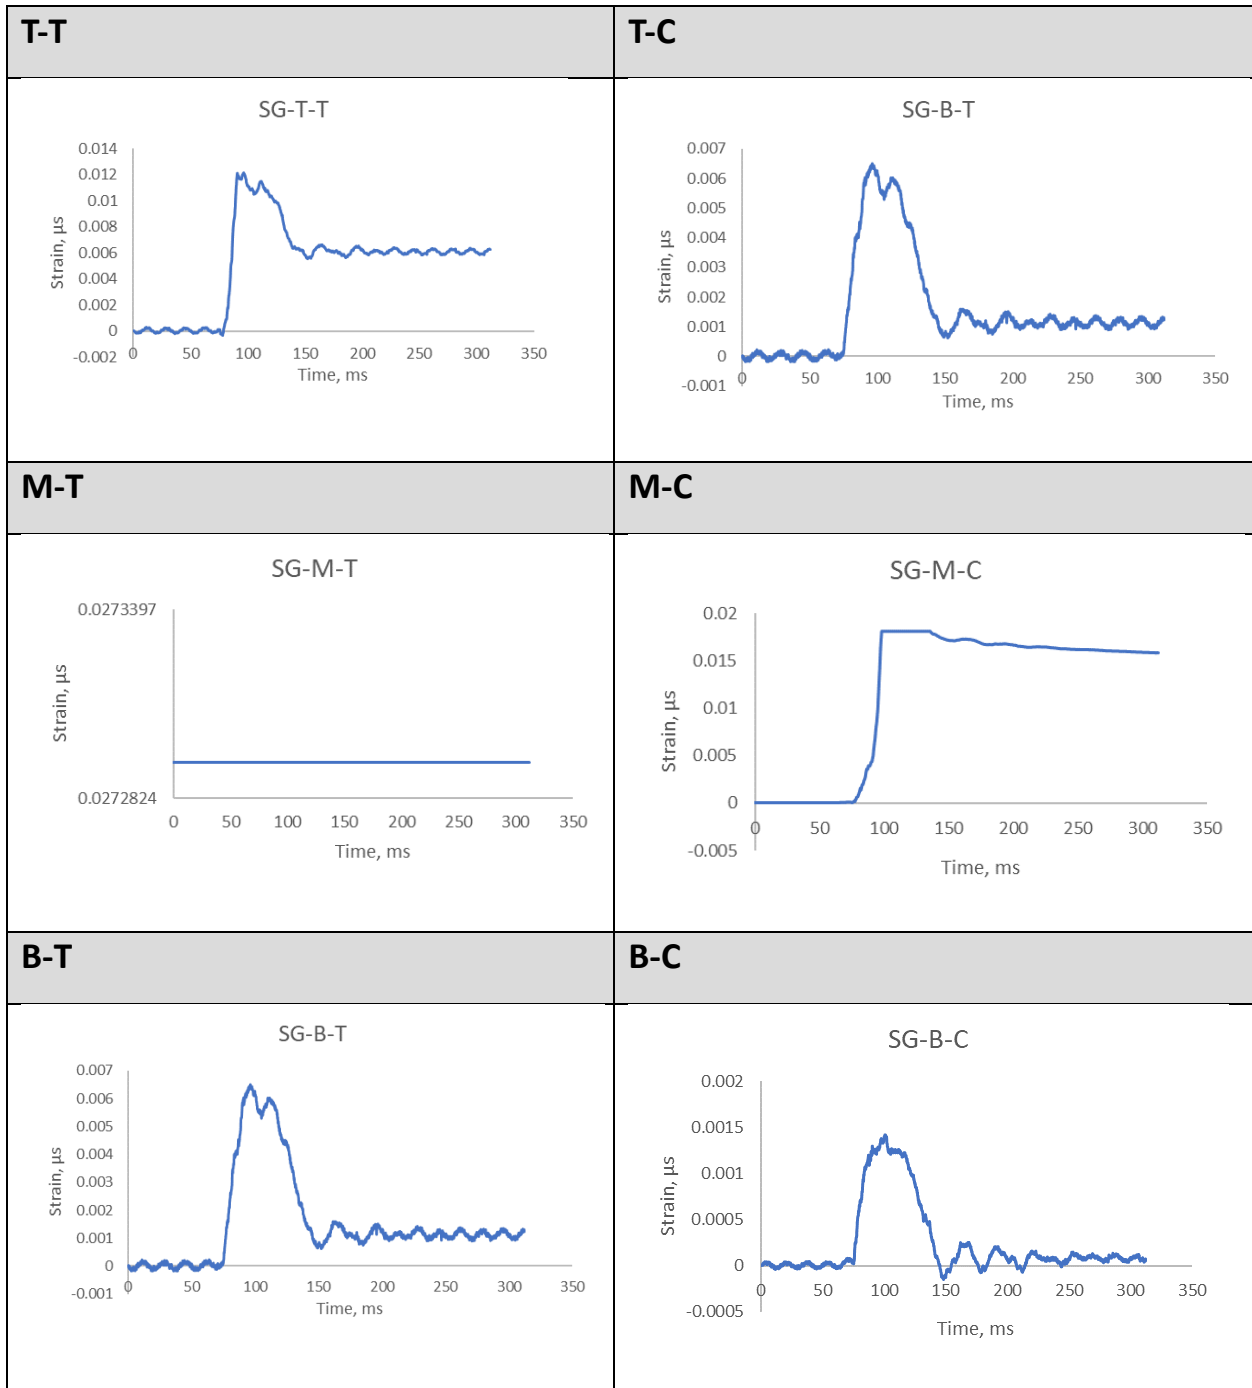 T-T
T-C
SG-T-T
0.014
0.012
0.01
0.008
0.006
0.004
0.002
0
-0.002
Strain, µs
0 50 100 150 200 250 300 350
Time, ms
SG-B-T
0.007
0.006
0.005
0.004
0.003
0.002
0.001
0
-0.001
Strain, µs
0 50 100 150 200 250 300 350
Time, ms
M-T
M-C
SG-M-T
0.0273397
0.0272824
Strain, µs
0 50 100 150 200 250 300 350
Time, ms
SG-M-C
0.02
0.015
0.01
0.005
0
-0.005
Strain, µs
0 50 100 150 200 250 300 350
Time, ms
B-T
B-C
SG-B-T
0.007
0.006
0.005
0.004
0.003
0.002
0.001
0
-0.001
Strain, µs
0 50 100 150 200 250 300 350
Time, ms
SG-B-C
0.002
0.0015
0.001
0.0005
0
-0.0005
Strain, µs
0 50 100 150 200 250 300 350
Time, ms